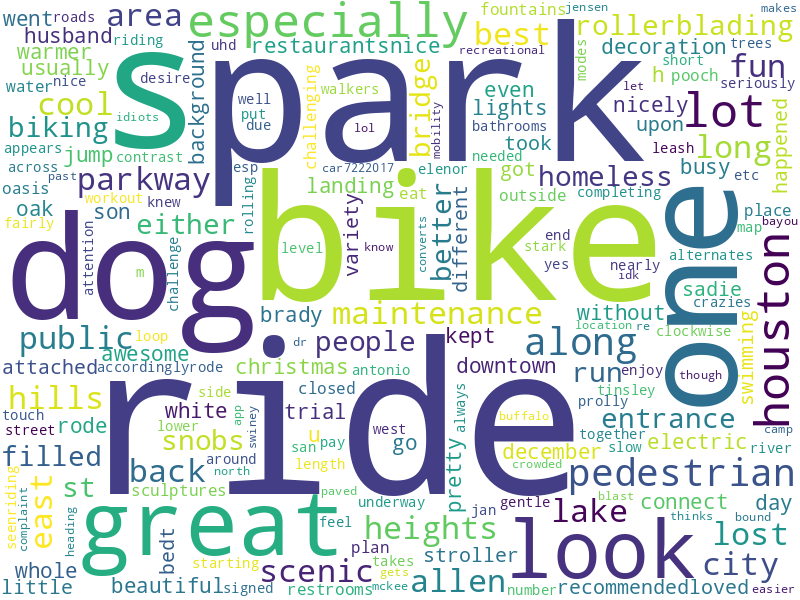 went
roads
area
especially
fountains
jensen
makes
husband
riding
spark
recreational
best
rollerblading
warmer
desire
uhd
restaurantsnice
decoration
trees
usually
background
walkers
modes
short
pooch
water
nice
cool
well
put
due
let
h
fun
seriously
idiots
lol
challenging
bridge
even
lights
nicely
lot
biking
mobility
bathrooms
upon
leash
appears
jump
contrast
esp
car7222017
elenor
took
long
happened
across
past
parkway
rolling
landing
eat
needed
got
homeless
busy
etc
oasis
workout
knew
bike
completing
one
oak
son
variety
better
different
outside
place
fairly
either
dog
map
bayou
attention
m
challenge
level
know
converts
end
stark
yes
nearly
idk
houston
alternates
public
brady
maintenance
without
sadie
crazies
loop
dr
people
kept
along
location
re
clockwise
swimming
attached
awesome
accordinglyrode
christmas
antonio
downtown
run
enjoy
though
hills
side
closed
west
always
tinsley
prolly
touch
street
rode
lower
app
white
trial
go
pretty
buffalo
entrance
camp
snobs
around
swiney
u
san
pay
december
together
slow
electric
river
filled
back
north
ride
length
crowded
pedestrian
seenriding
complaint
east
heading
st
sculptures
paved
underway
jan
gentle
blast
connect
thinks
day
great
feel
heights
lake
lost
bedt
scenic
plan
stroller
look
city
bound
whole
starting
takes
allen
little
beautiful
signed
restrooms
mckee
gets
number
recommendedloved
easier